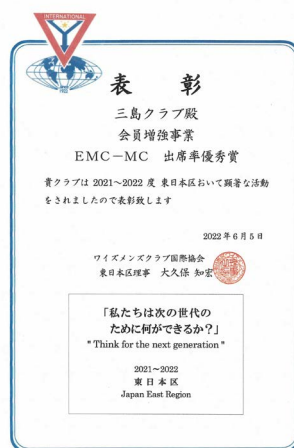 INTERNATIONAL
表 彰
三島クラブ殿
会員増強事業
EMC-MC 出席率優秀賞
貴クラブは 2021～2022 度 東日本区おいて顕著な活動
をされましたので表彰致します
2022年6月5日
ワイズメンズクラブ国際協会
東日本区理事 大久保 知宏
「私たちは次の世代の
ために何ができるか？」
" Think for the next generation "
2021～2022
東 日 本 区
Japan East Region